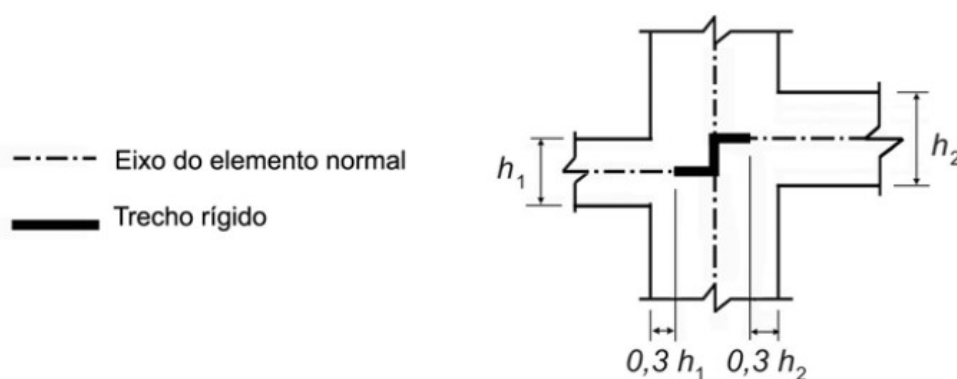 Eixo do elemento normal
Trecho rígido
h₁
h₂
0,3 h₁
0,3 h₂